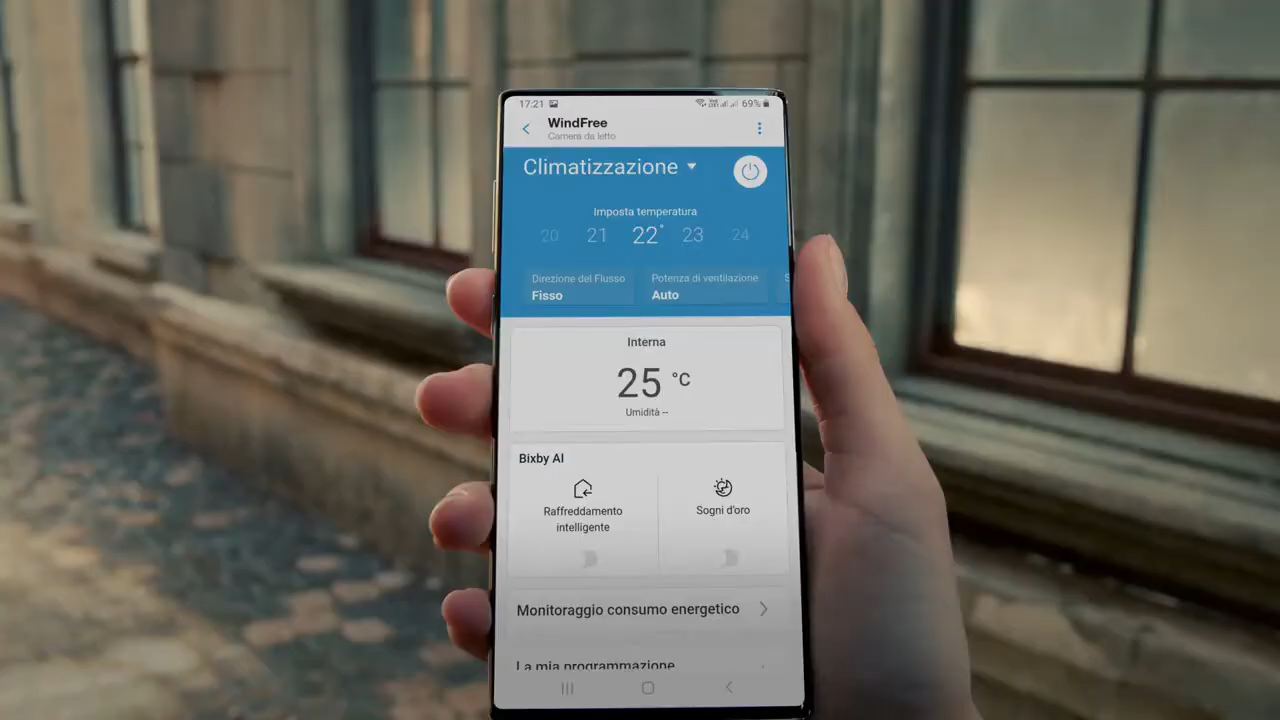 17:21 69%
WindFree
Camera da letto
Climatizzazione
Imposta temperatura
20 21 22° 23 24
Direzione del Flusso Potenza di ventilazione
Fisso Auto
Interna
25 °C
Umidità --
Bixby AI
Raffreddamento
intelligente
Sogni d'oro
Monitoraggio consumo energetico
La mia programmazione